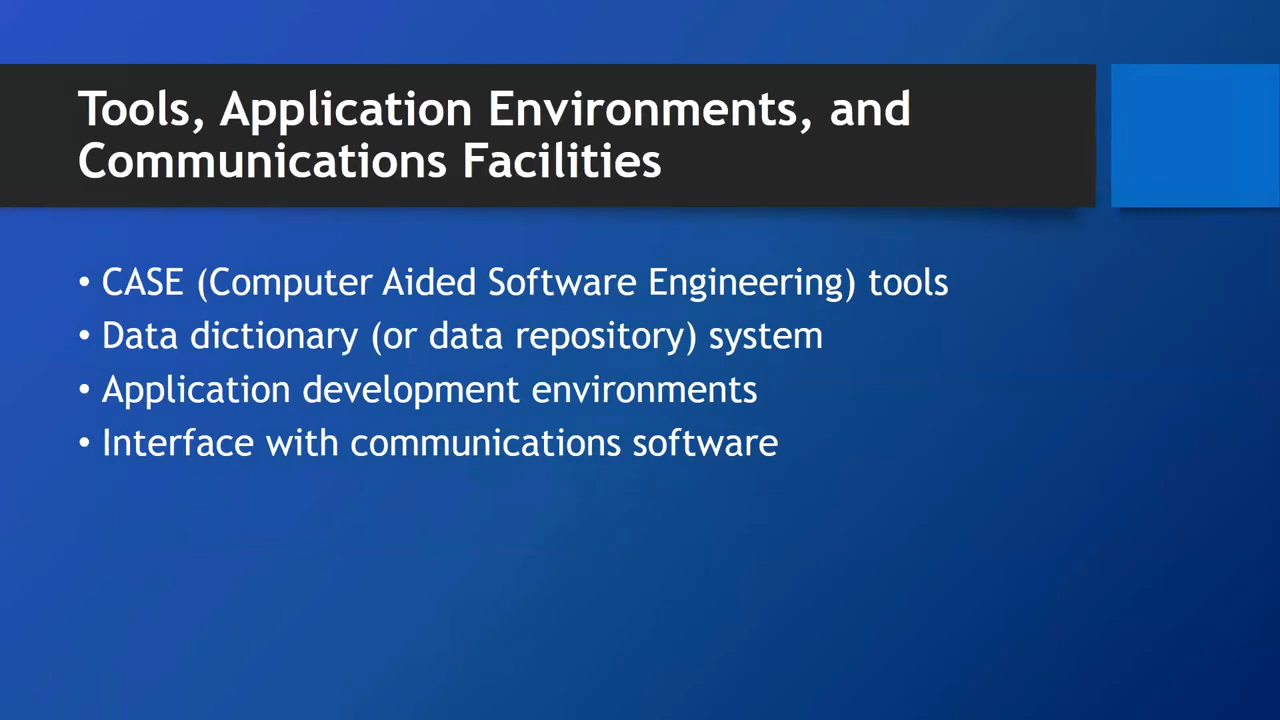 Tools, Application Environments, and
Communications Facilities
• CASE (Computer Aided Software Engineering) tools
• Data dictionary (or data repository) system
• Application development environments
• Interface with communications software